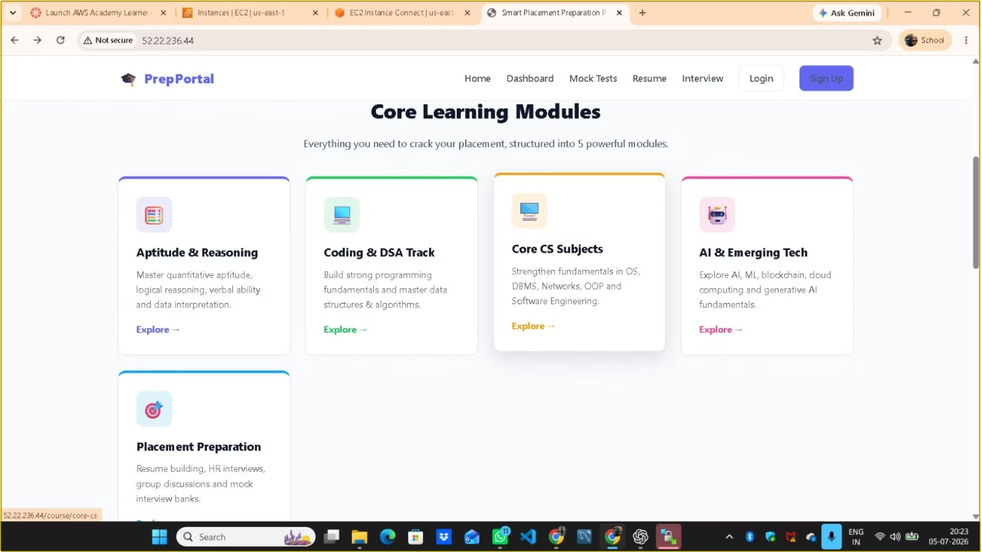 Launch AWS Academy Learner
Instances | EC2 | us-east-1
EC2 Instance Connect | us-east
Smart Placement Preparation P
Ask Gemini
Not secure 52.22.236.44
School
PrepPortal
Home Dashboard Mock Tests Resume Interview Login Sign Up
Core Learning Modules
Everything you need to crack your placement, structured into 5 powerful modules.
Aptitude & Reasoning
Master quantitative aptitude,
logical reasoning, verbal ability
and data interpretation.
Explore →
Coding & DSA Track
Build strong programming
fundamentals and master data
structures & algorithms.
Explore →
Core CS Subjects
Strengthen fundamentals in OS,
DBMS, Networks, OOP and
Software Engineering.
Explore →
AI & Emerging Tech
Explore AI, ML, blockchain, cloud
computing and generative AI
fundamentals.
Explore →
Placement Preparation
Resume building, HR interviews,
group discussions and mock
interview banks.
52.22.236.44/course/core-cs
Search
ENG
IN
20:23
05-07-2026